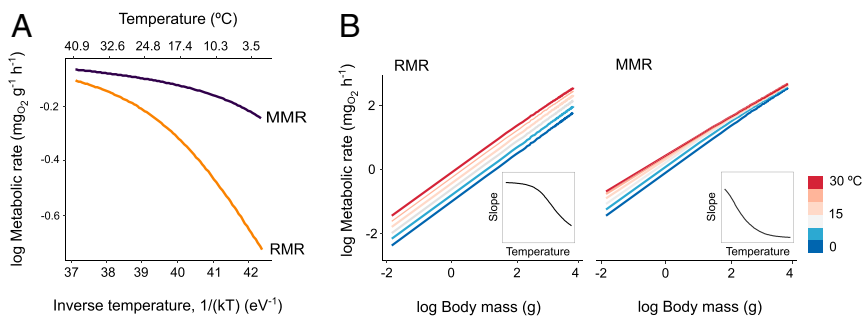 A
Temperature (ºC)
40.9 32.6 24.8 17.4 10.3 3.5
log Metabolic rate (mgO2 g-1 h-1)
-0.2
-0.4
-0.6
MMR
RMR
37 38 39 40 41 42
Inverse temperature, 1/(kT) (eV-1)
B
RMR
log Metabolic rate (mgO2 h-1)
2
0
-2
Slope
Temperature
-2 0 2 4
log Body mass (g)
MMR
Slope
Temperature
-2 0 2 4
log Body mass (g)
30 ºC
15
0